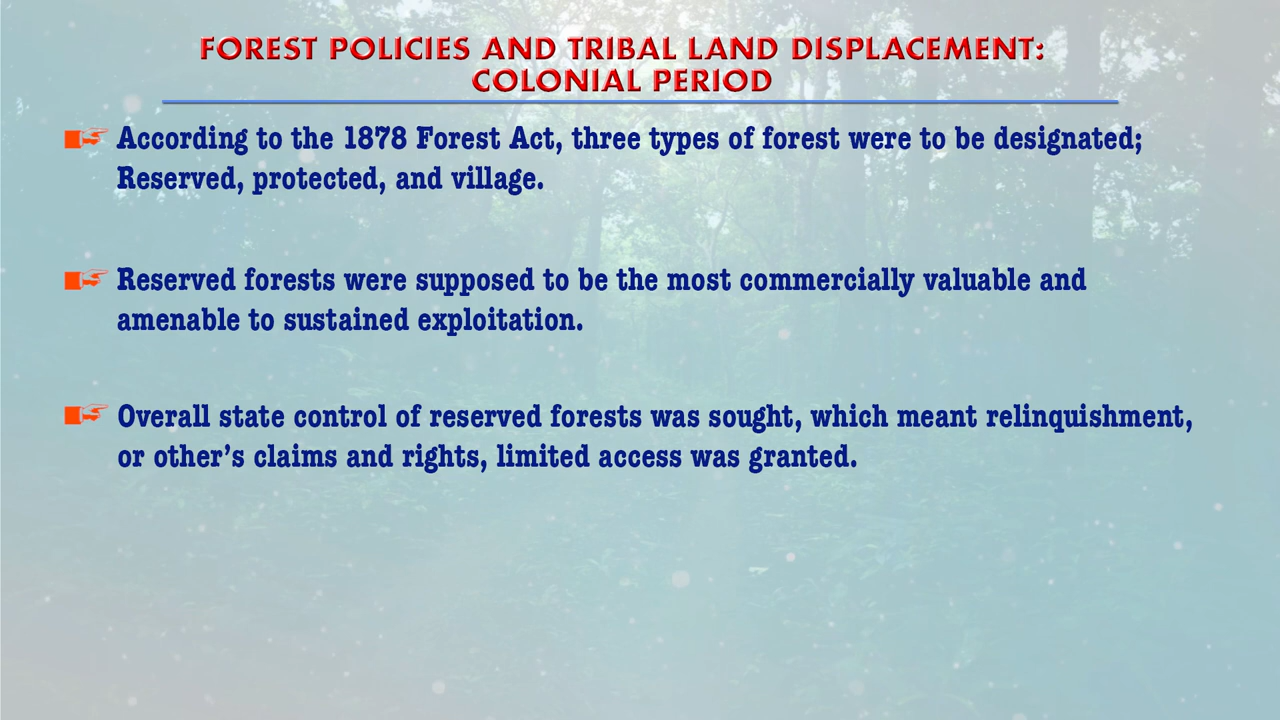 FOREST POLICIES AND TRIBAL LAND DISPLACEMENT:
COLONIAL PERIOD
According to the 1878 Forest Act, three types of forest were to be designated;
Reserved, protected, and village.
Reserved forests were supposed to be the most commercially valuable and
amenable to sustained exploitation.
Overall state control of reserved forests was sought, which meant relinquishment,
or other's claims and rights, limited access was granted.